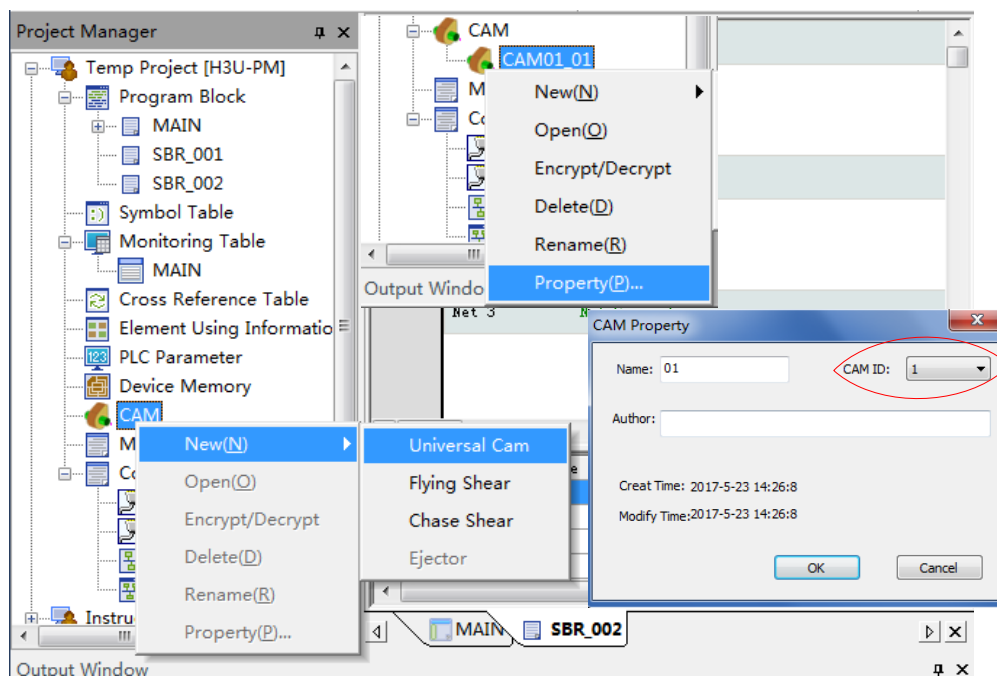 Project Manager
Temp Project [H3U-PM]
Program Block
MAIN
SBR_001
SBR_002
Symbol Table
Monitoring Table
MAIN
Cross Reference Table
Element Using Informatio
PLC Parameter
Device Memory
CAM
M
Co
Instru
Output Window
New(N)
Open(O)
Encrypt/Decrypt
Delete(D)
Rename(R)
Property(P)...
Universal Cam
Flying Shear
Chase Shear
Ejector
CAM
CAM01_01
M
Co
New(N)
Open(O)
Encrypt/Decrypt
Delete(D)
Rename(R)
Property(P)...
Output Windo
Net 3
N
e
CAM Property
Name: 01
CAM ID: 1
Author:
Creat Time: 2017-5-23 14:26:8
Modify Time:2017-5-23 14:26:8
OK
Cancel
MAIN
SBR_002